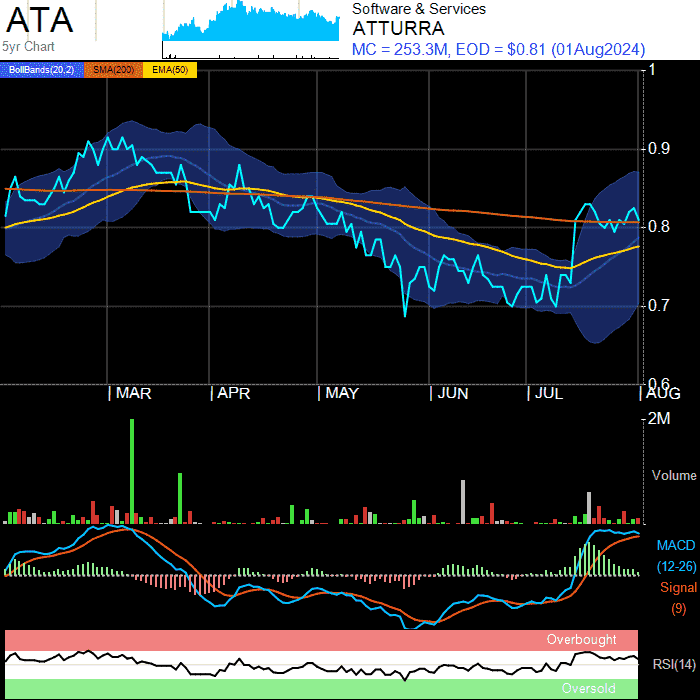 ATA
5yr Chart
Software & Services
ATTURRA
MC = 253.3M, EOD = $0.81 (01Aug2024)
BollBands(20,2) SMA(200) EMA(50)
1
0.9
0.8
0.7
0.6
MAR APR MAY JUN JUL AUG
2M
Volume
MACD
(12-26)
Signal
(9)
Overbought
RSI(14)
Oversold